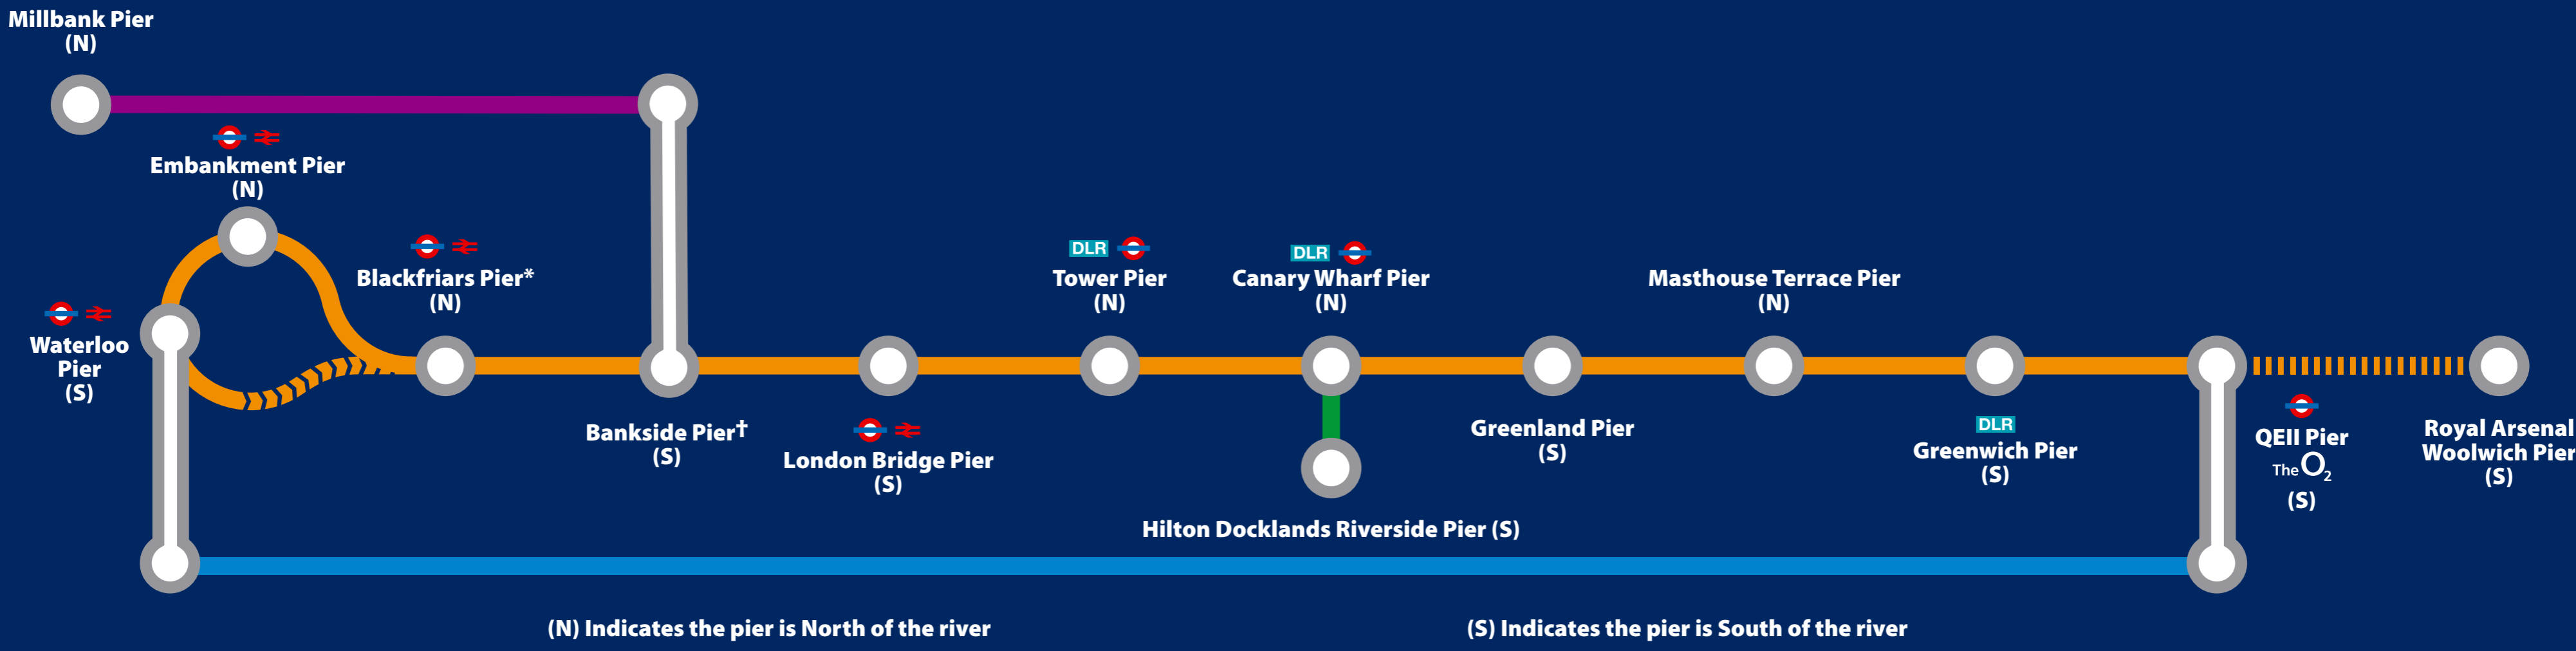 Millbank Pier
(N)
Embankment Pier
(N)
Waterloo
Pier
(S)
Blackfriars Pier*
(N)
Bankside Pier†
(S)
London Bridge Pier
(S)
DLR
Tower Pier
(N)
DLR
Canary Wharf Pier
(N)
Hilton Docklands Riverside Pier (S)
Greenland Pier
(S)
Masthouse Terrace Pier
(N)
DLR
Greenwich Pier
(S)
QEII Pier
The O2
(S)
Royal Arsenal
Woolwich Pier
(S)
(N) Indicates the pier is North of the river
(S) Indicates the pier is South of the river